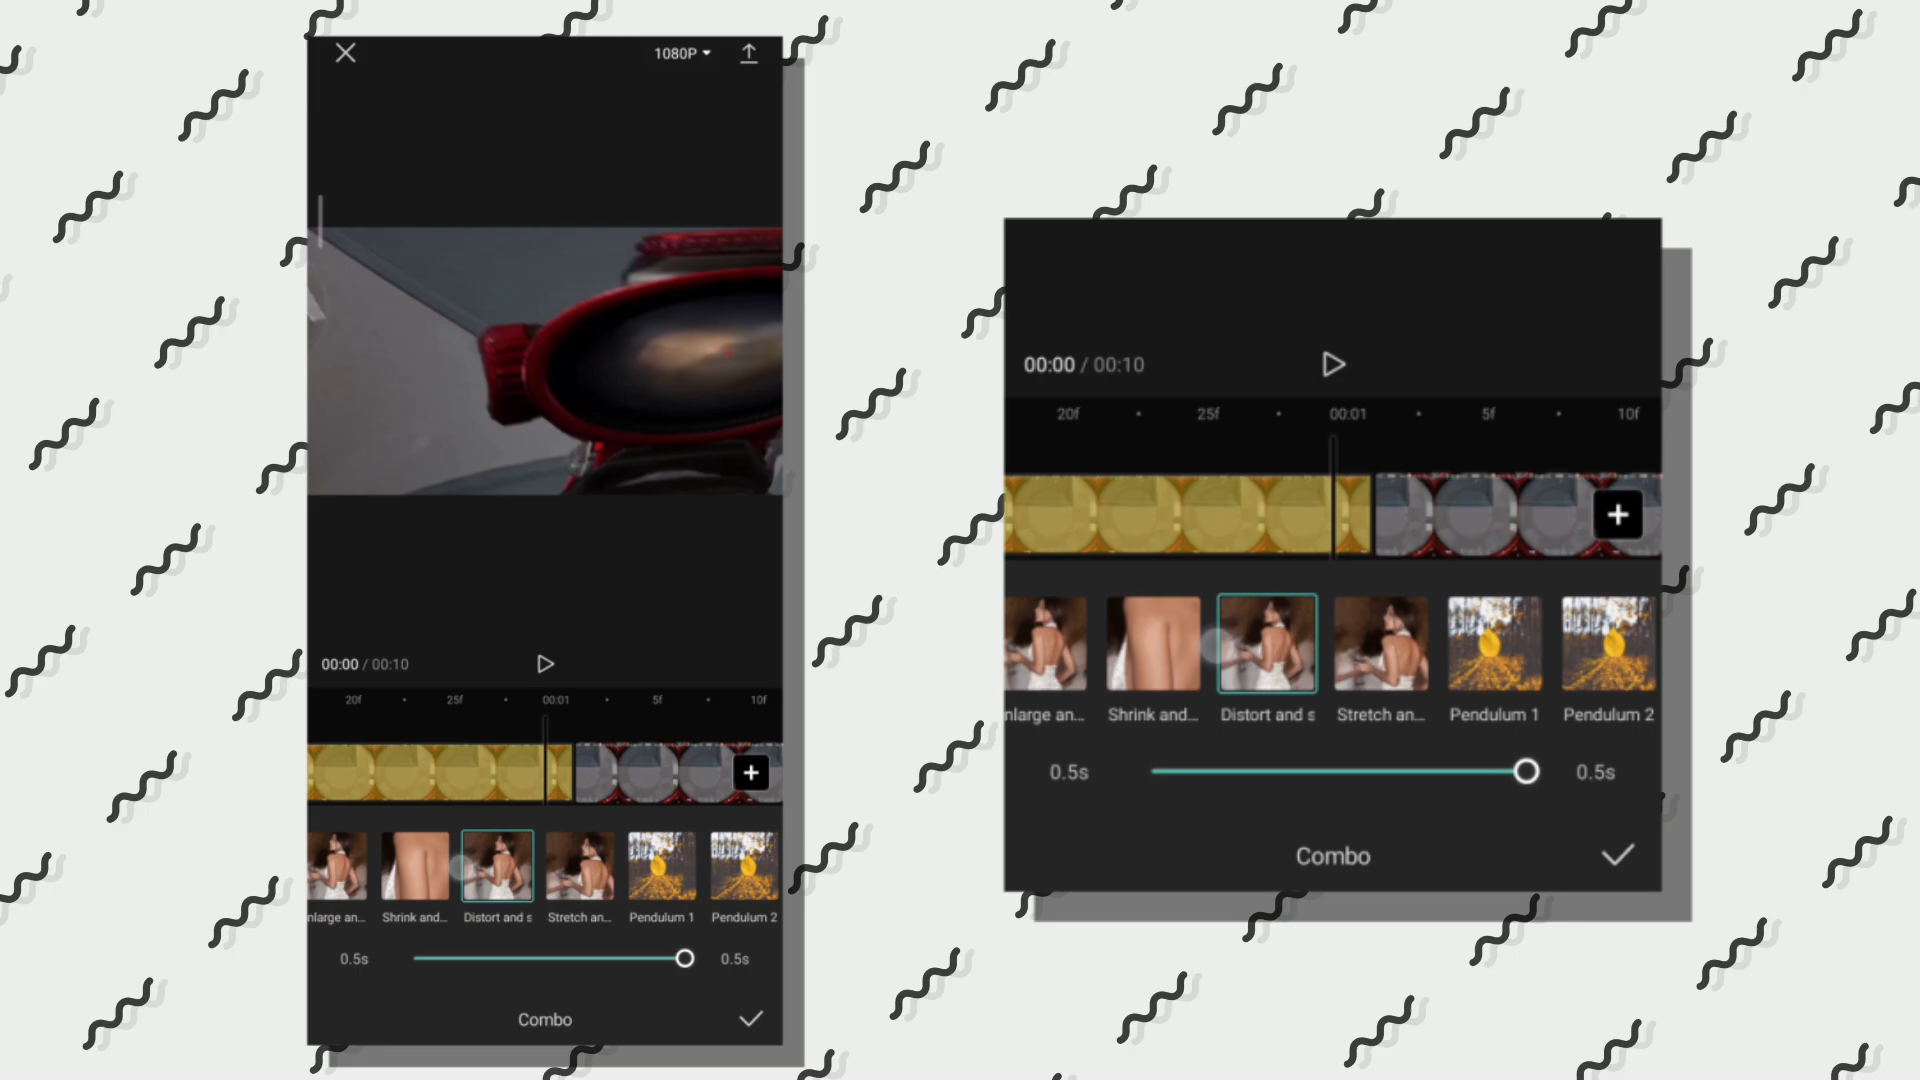 1080P
00:00 / 00:10
20f 25f 00:01 5f 10f
nlarge an... Shrink and... Distort and s Stretch an... Pendulum 1 Pendulum 2
0.5s 0.5s
Combo
00:00 / 00:10
20f 25f 00:01 5f 10f
nlarge an... Shrink and... Distort and s Stretch an... Pendulum 1 Pendulum 2
0.5s 0.5s
Combo